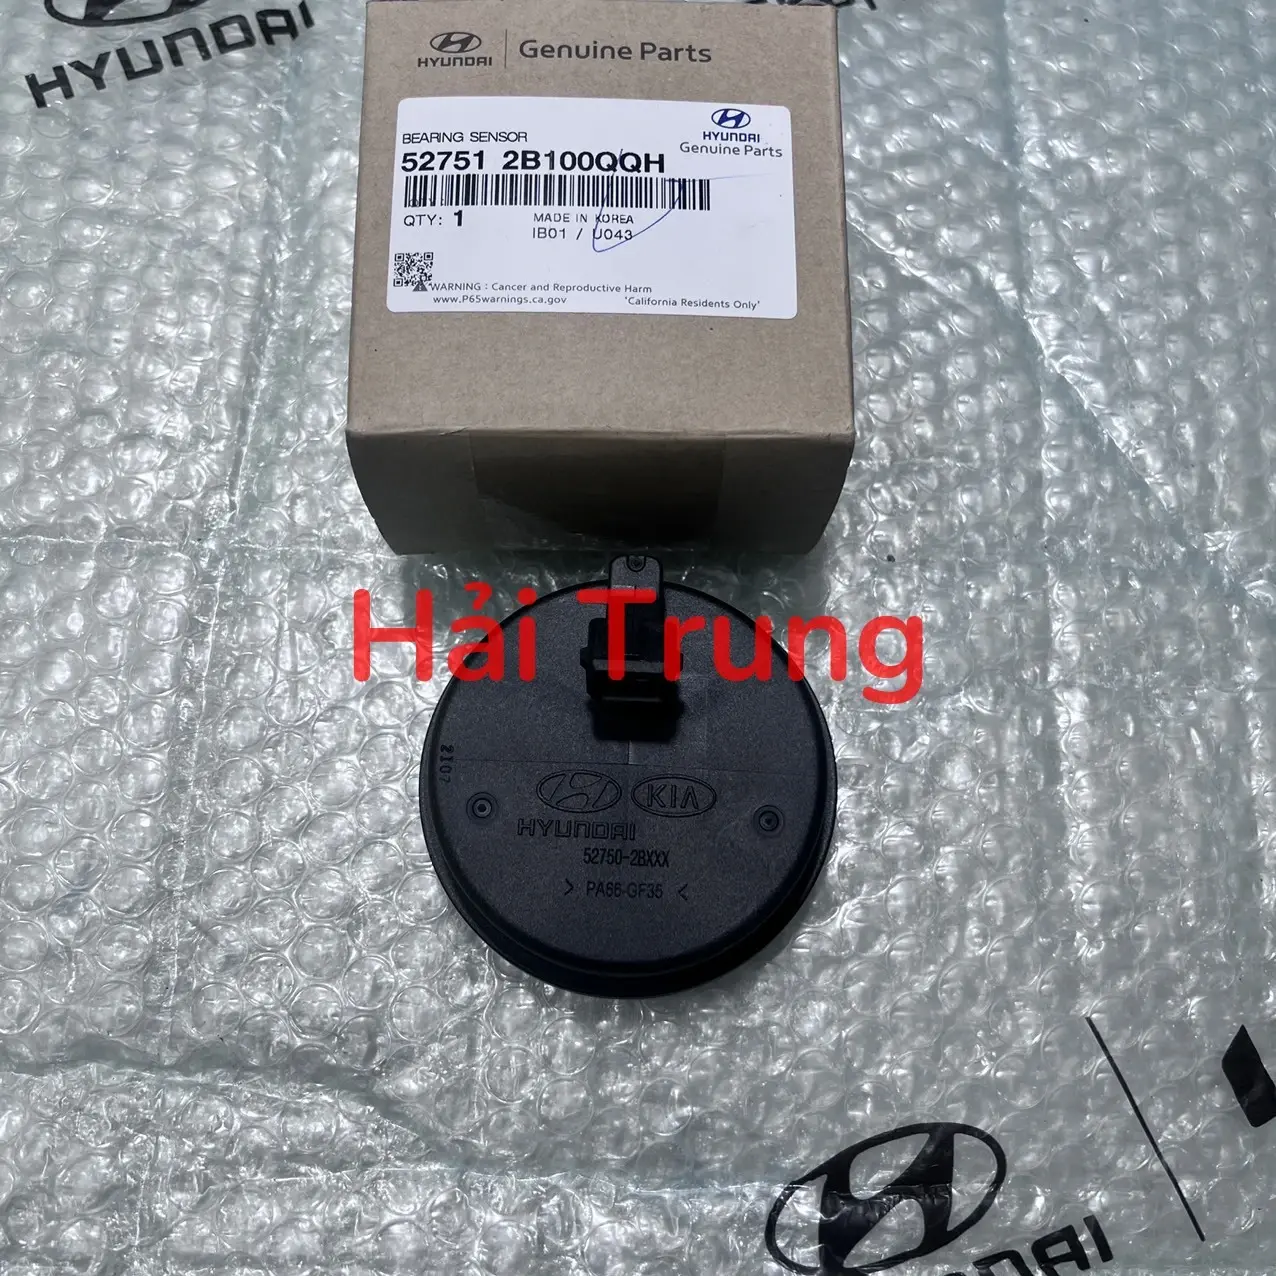 HYUNDAI
HYUNDAI
Genuine Parts
BEARING SENSOR
52751 2B100QQH
HYUNDAI
Genuine Parts
QTY: 1
MADE IN KOREA
IB01 / U043
WARNING : Cancer and Reproductive Harm
www.P65warnings.ca.gov
"California Residents Only"
Hải Trung
2107
KIA
HYUNDAI
52750-2BXXX
> PA66-GF35 <
HYUNDAI